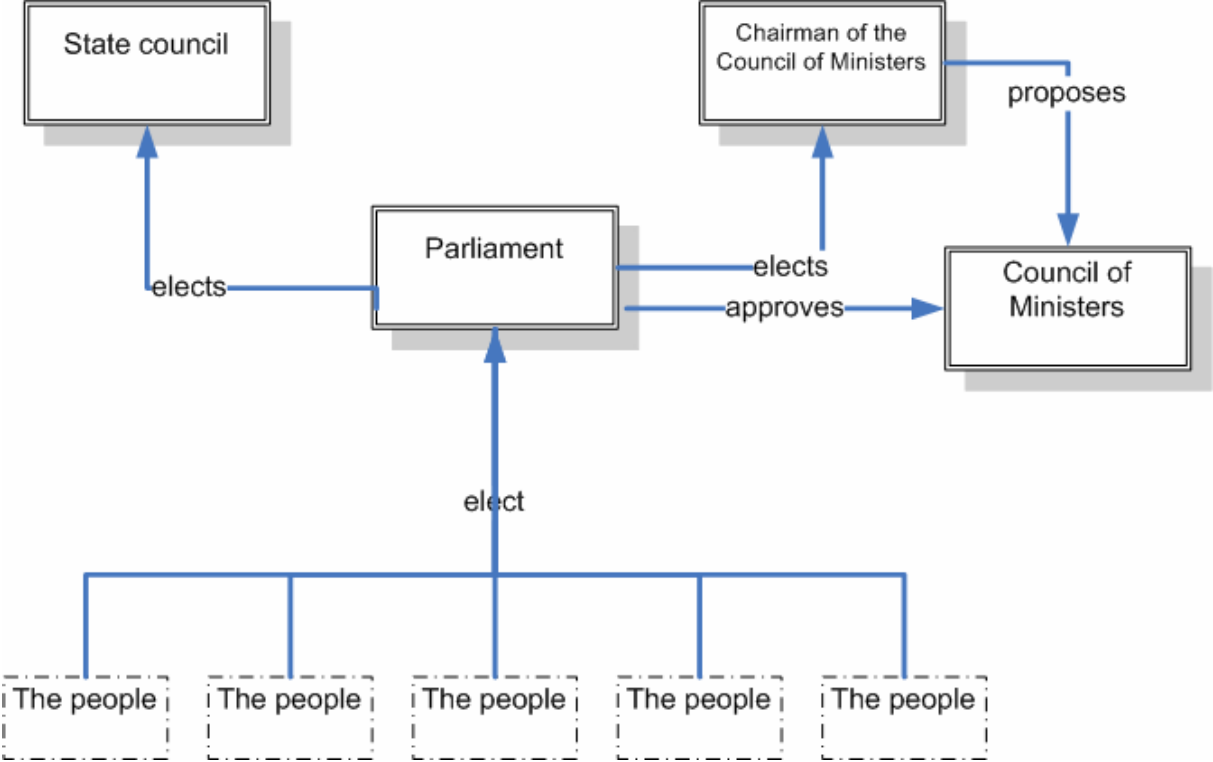 State council
Chairman of the
Council of Ministers
proposes
Parliament
elects
elects
approves
Council of
Ministers
elect
The people
The people
The people
The people
The people